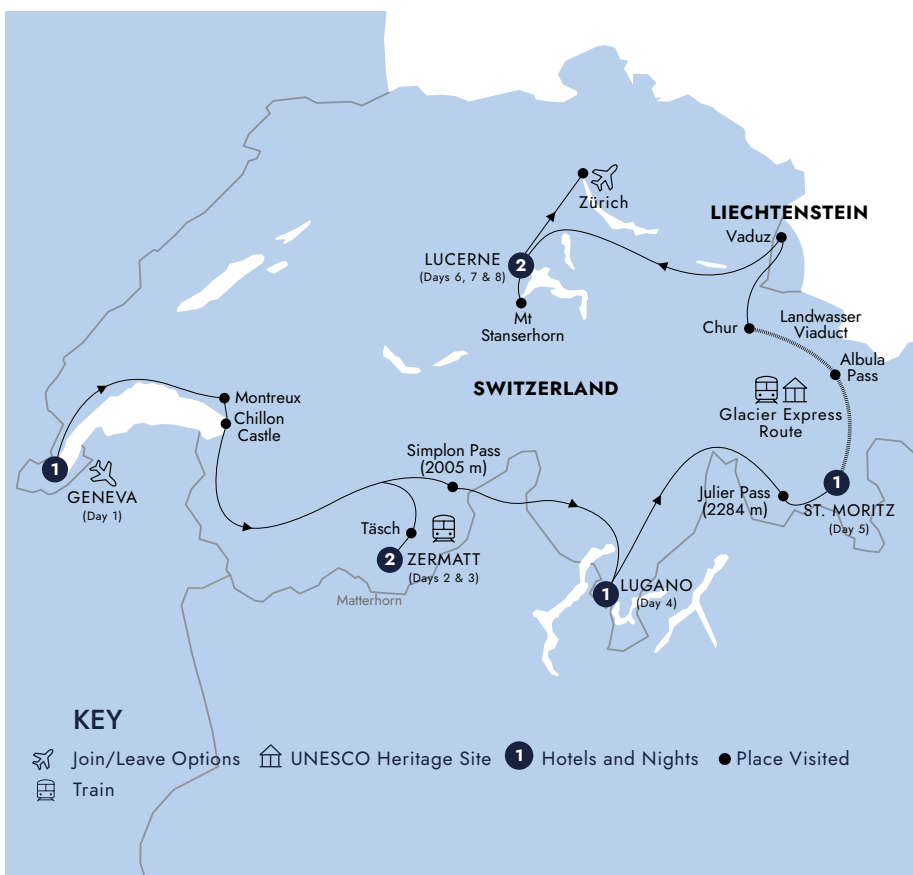 Zürich
LIECHTENSTEIN
Vaduz
LUCERNE
2
(Days 6, 7 & 8)
Mt
Stanserhorn
Chur
Landwasser
Viaduct
Albula
Pass
SWITZERLAND
Glacier Express
Route
Montreux
Chillon
Castle
1
GENEVA
(Day 1)
Simplon Pass
(2005 m)
Julier Pass
(2284 m)
1
ST. MORITZ
(Day 5)
Täsch
2
ZERMATT
(Days 2 & 3)
Matterhorn
1
LUGANO
(Day 4)
KEY
Join/Leave Options
UNESCO Heritage Site
1
Hotels and Nights
Place Visited
Train